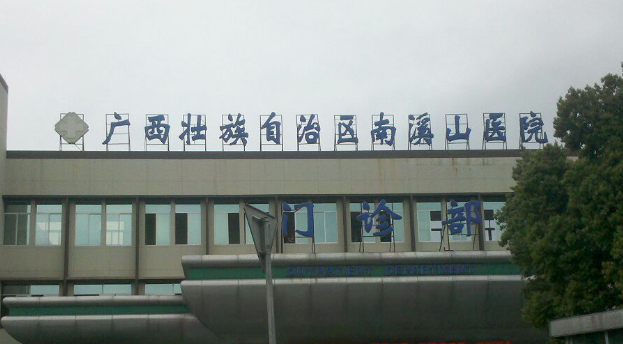 广西壮族自治区南溪山医院
门诊部